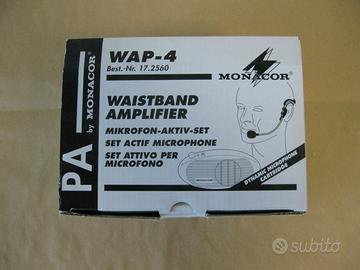 PA by MONACOR®
WAP-4
Best.-Nr. 17.2560
MONACOR®
WAISTBAND
AMPLIFIER
MIKROFON-AKTIV-SET
SET ACTIF MICROPHONE
SET ATTIVO PER
MICROFONO
DYNAMIC MICROPHONE
CARTRIDGE
subito